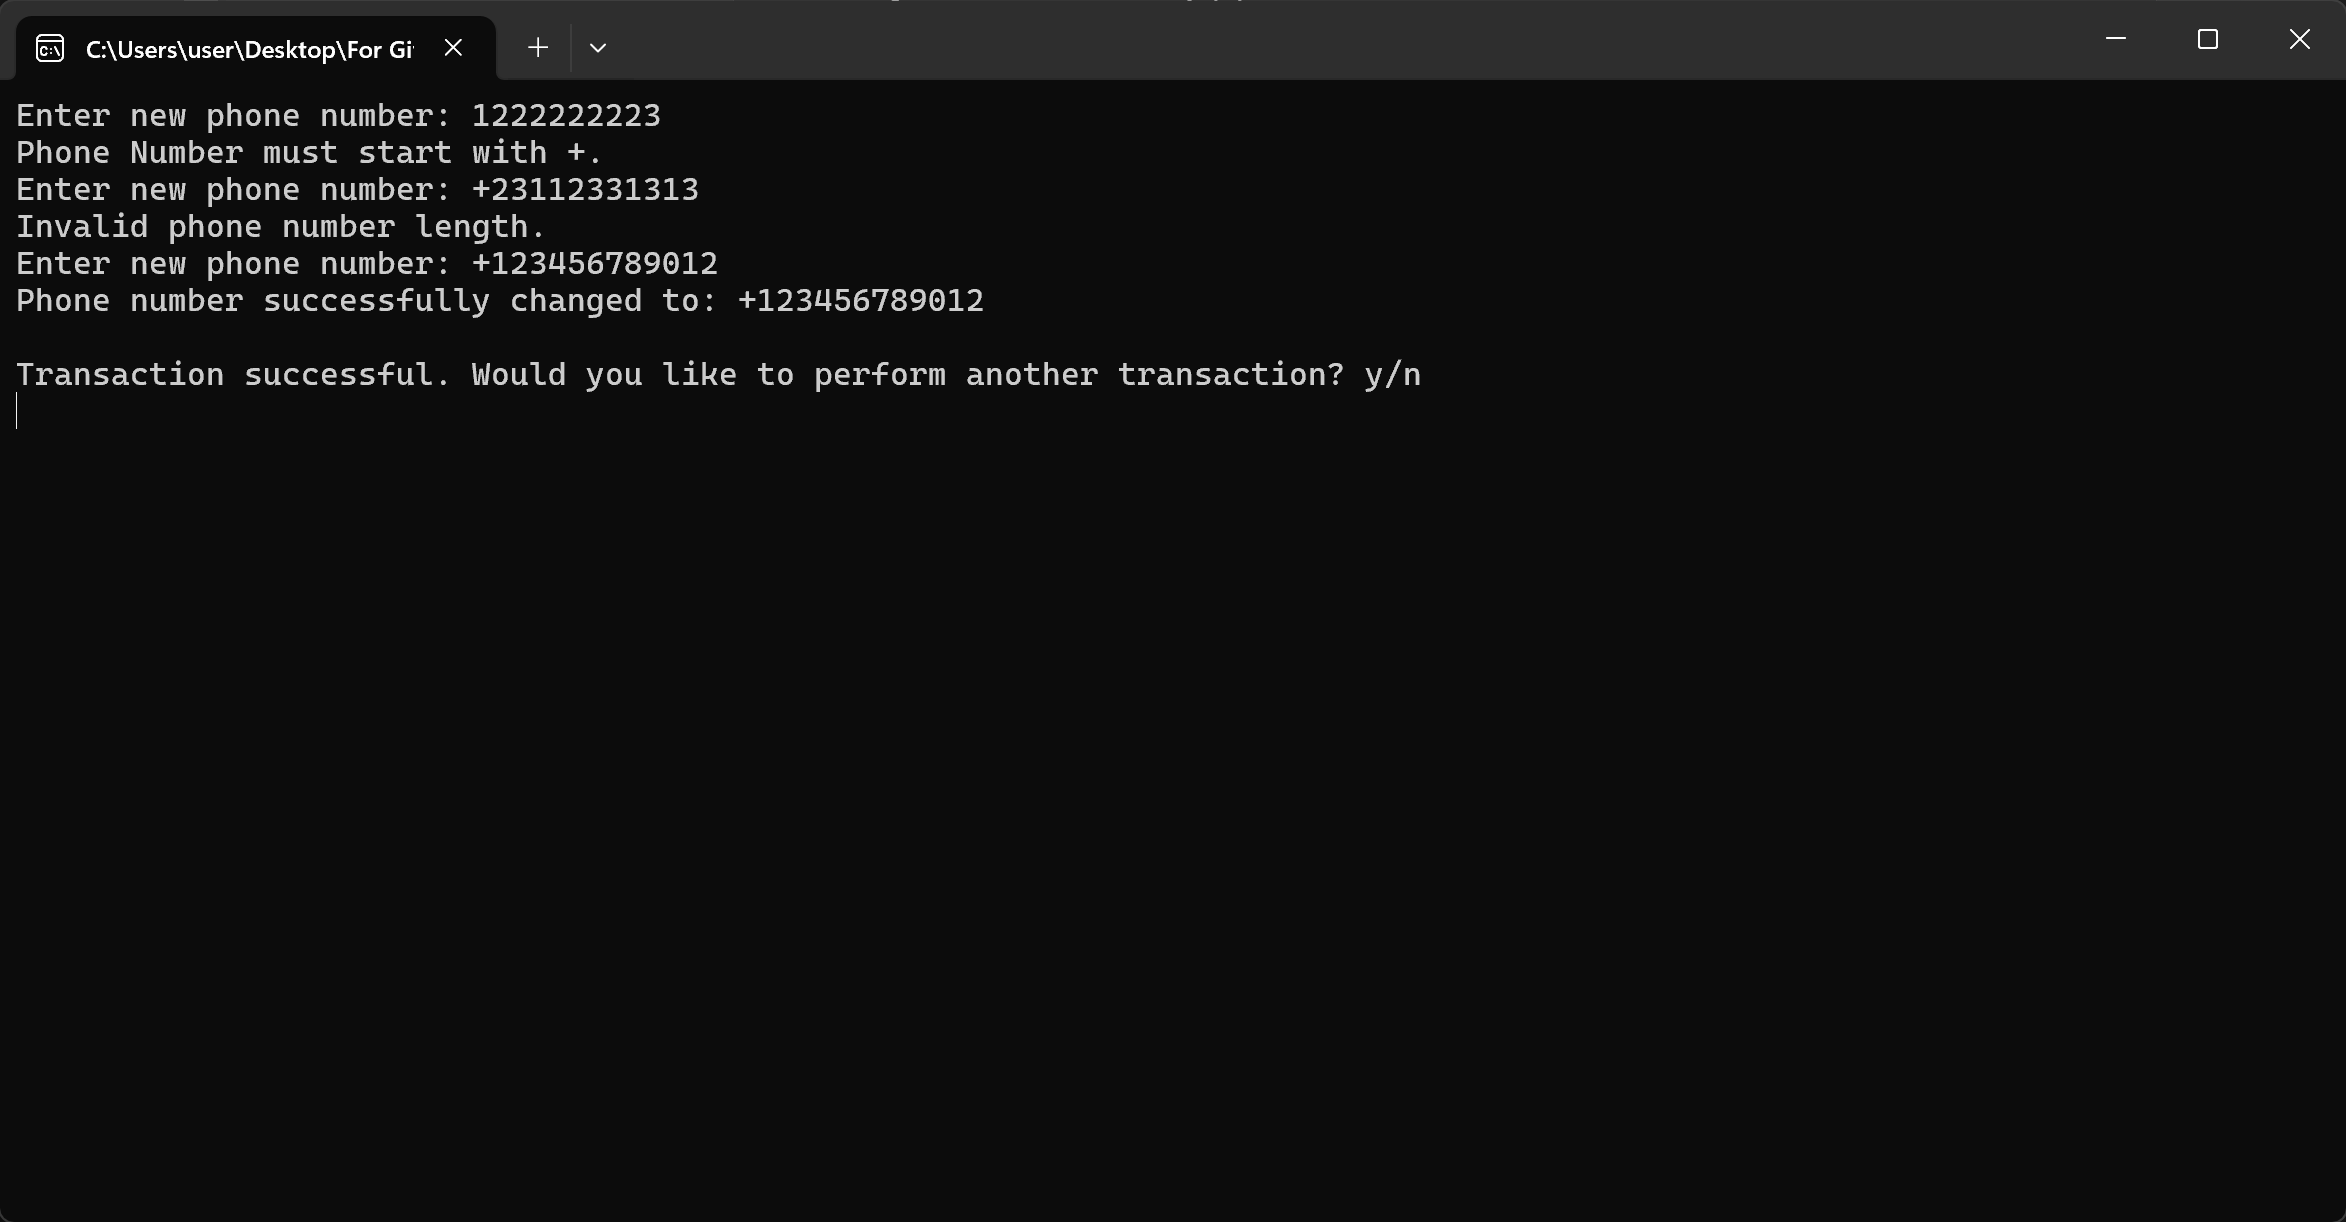 C:\Users\user\Desktop\For Gi
Enter new phone number: 1222222223
Phone Number must start with +.
Enter new phone number: +23112331313
Invalid phone number length.
Enter new phone number: +123456789012
Phone number successfully changed to: +123456789012
Transaction successful. Would you like to perform another transaction? y/n